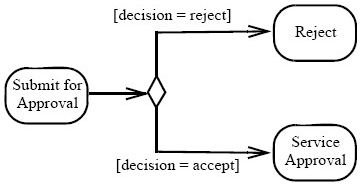 [decision = reject]
Reject
Submit for
Approval
Service
Approval
[decision = accept]